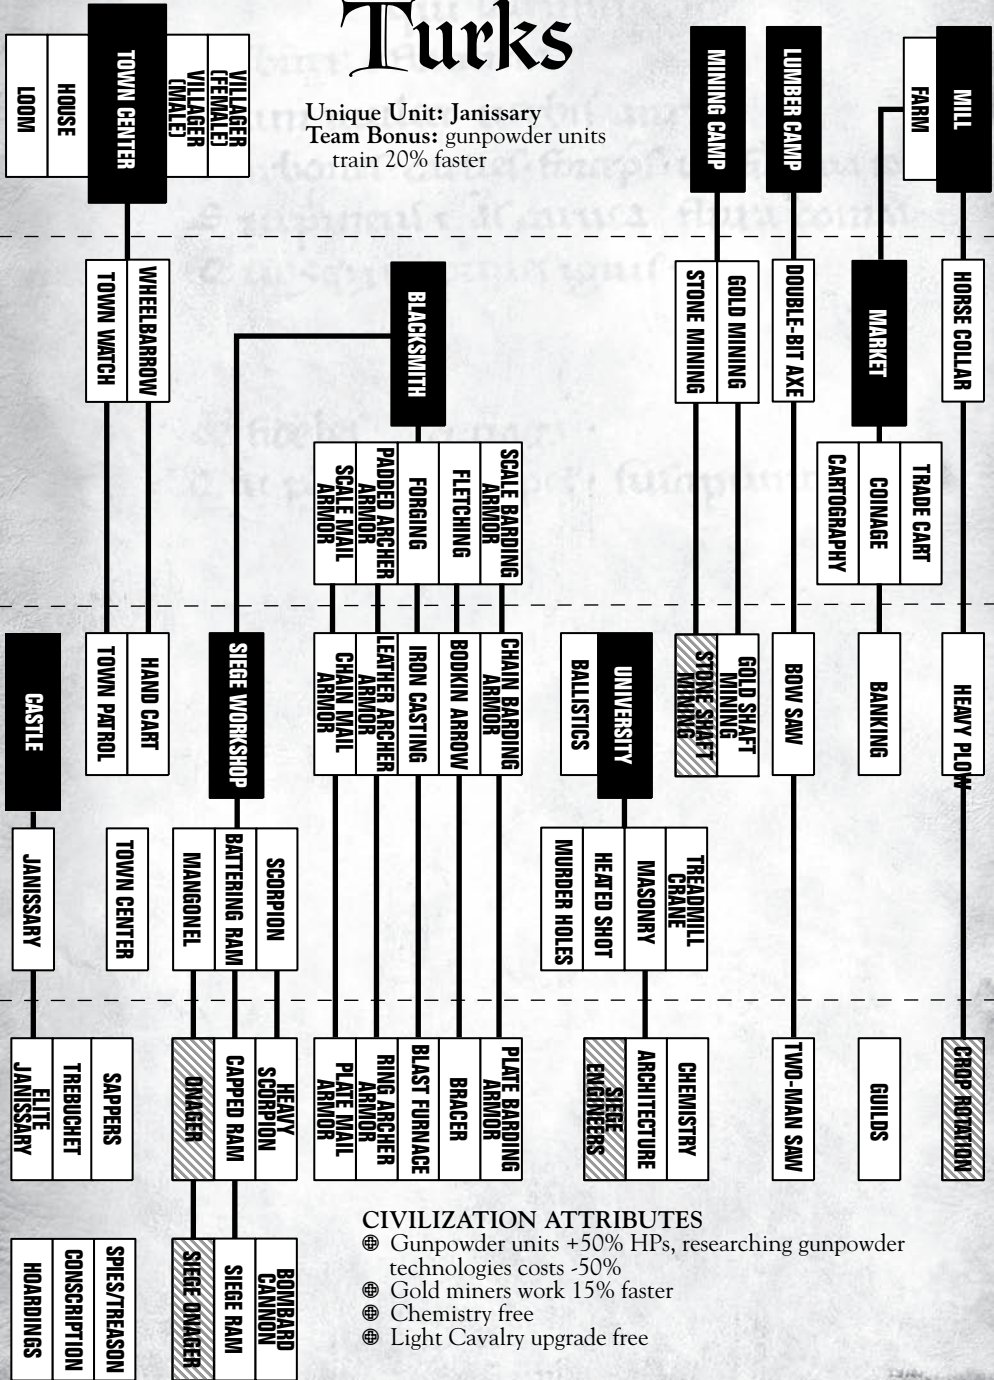 Turks
Unique Unit: Janissary
Team Bonus: gunpowder units
train 20% faster
TOWN CENTER
VILLAGER
(FEMALE)
VILLAGER
(MALE)
HOUSE
LOOM
MINING CAMP
LUMBER CAMP
MILL
FARM
WHEELBARROW
TOWN WATCH
BLACKSMITH
GOLD MINING
STONE MINING
DOUBLE-BIT AXE
MARKET
HORSE COLLAR
SCALE BARDING
ARMOR
FLETCHING
FORGING
PADDED ARCHER
ARMOR
SCALE MAIL
ARMOR
TRADE CART
COINAGE
CARTOGRAPHY
CASTLE
HAND CART
TOWN PATROL
SIEGE WORKSHOP
CHAIN BARDING
ARMOR
BODKIN ARROW
IRON CASTING
LEATHER ARCHER
ARMOR
CHAIN MAIL
ARMOR
UNIVERSITY
BALLISTICS
GOLD SHAFT
MINING
STONE SHAFT
MINING
BOW SAW
BANKING
HEAVY PLOW
JANISSARY
TOWN CENTER
SCORPION
BATTERING RAM
MANGONEL
TREADMILL
CRANE
MASONRY
HEATED SHOT
MURDER HOLES
SAPPERS
TREBUCHET
ELITE
JANISSARY
HEAVY
SCORPION
CAPPED RAM
ONAGER
PLATE BARDING
ARMOR
BRACER
BLAST FURNACE
RING ARCHER
ARMOR
PLATE MAIL
ARMOR
CHEMISTRY
ARCHITECTURE
SIEGE
ENGINEERS
TWO-MAN SAW
GUILDS
CROP ROTATION
SPIES/TREASON
CONSCRIPTION
HOARDINGS
BOMBARD
CANNON
SIEGE RAM
SIEGE ONAGER
CIVILIZATION ATTRIBUTES
Gunpowder units +50% HPs, researching gunpowder
technologies costs -50%
Gold miners work 15% faster
Chemistry free
Light Cavalry upgrade free